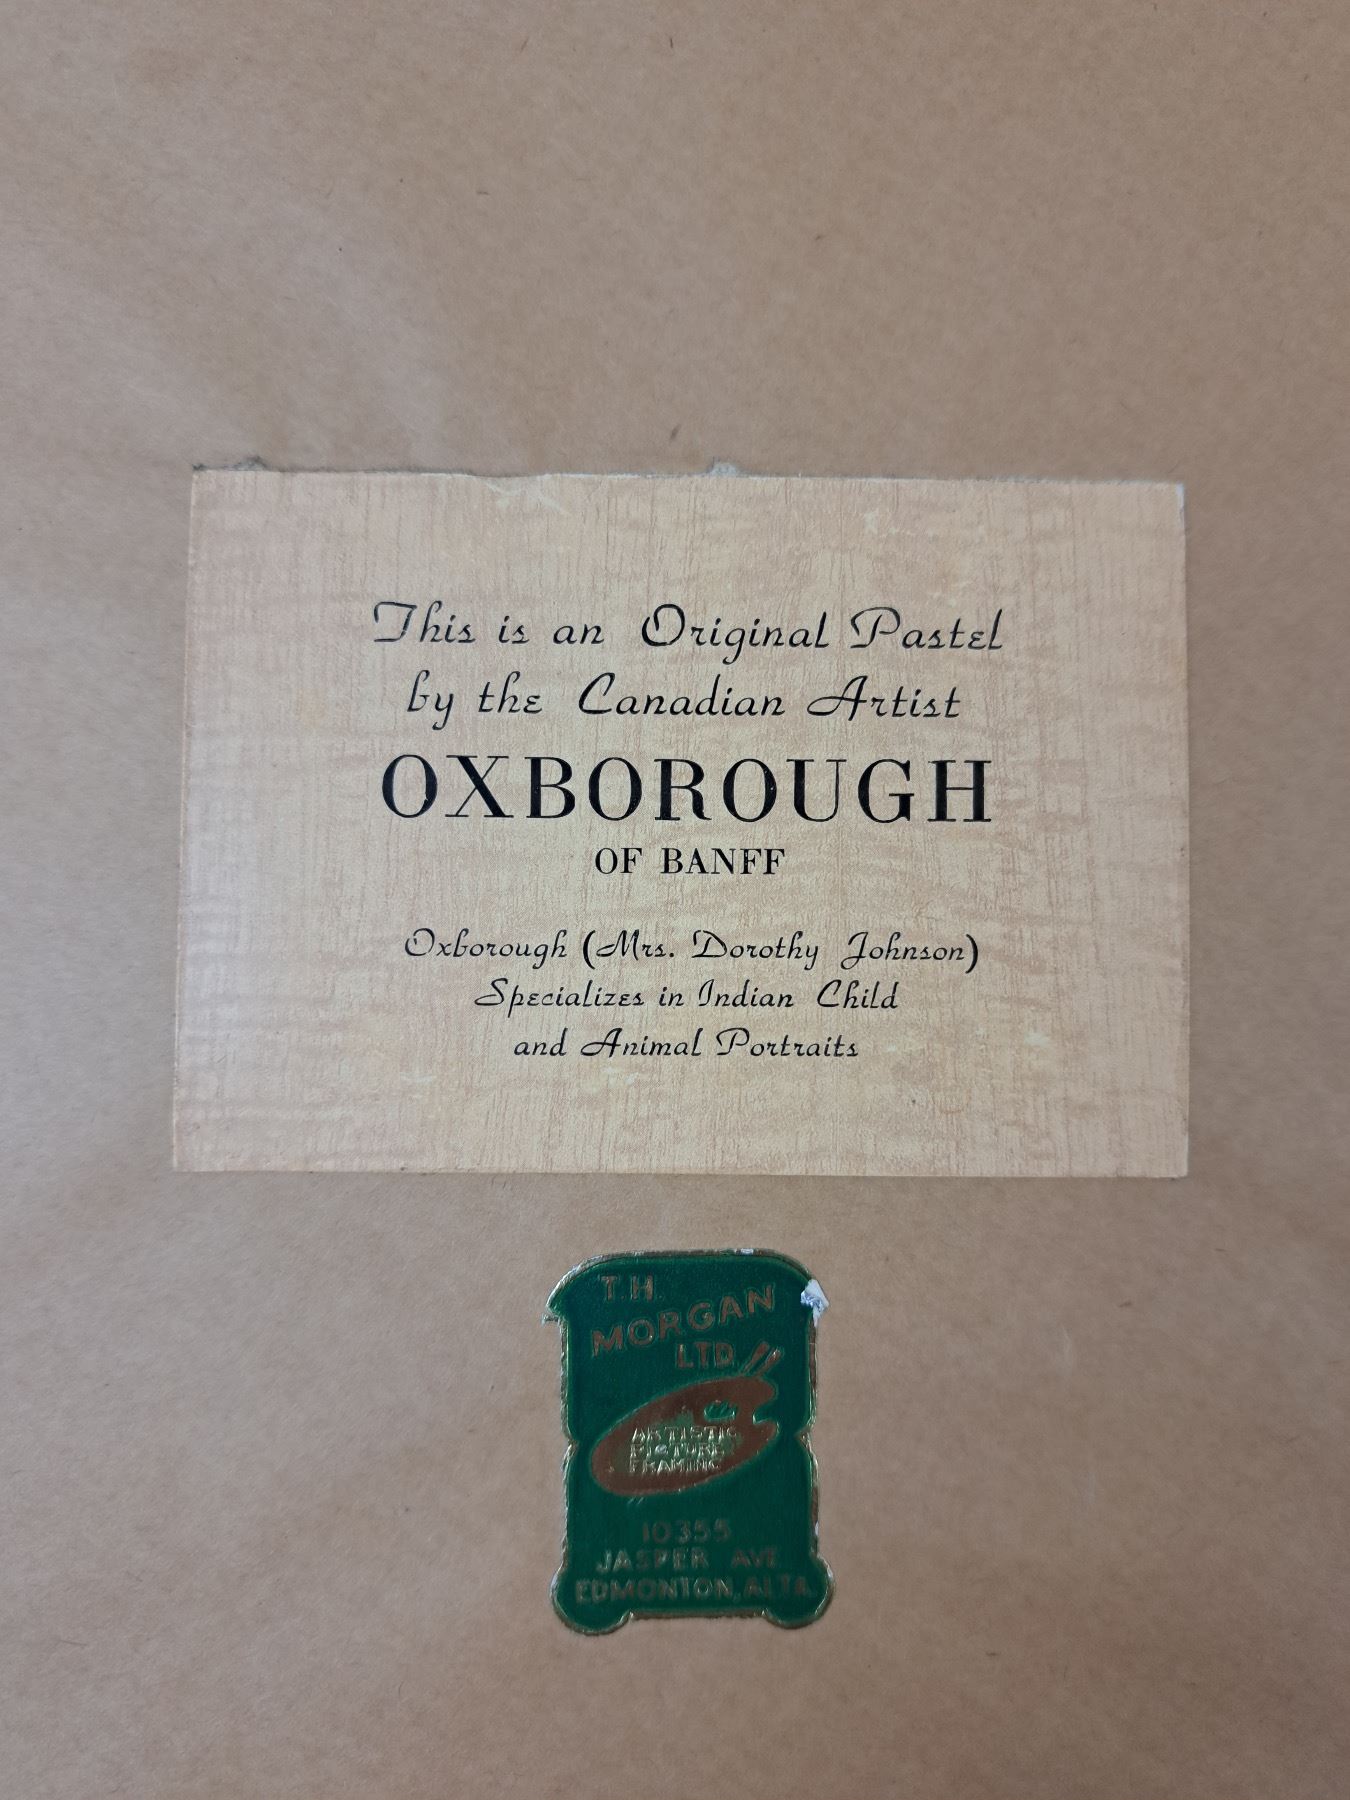 This is an Original Pastel
by the Canadian Artist
OXBOROUGH
OF BANFF
Oxborough (Mrs. Dorothy Johnson)
Specializes in Indian Child
and Animal Portraits
T.H.
MORGAN
LTD
ARTISTIC
PICTURE
FRAMING
10355
JASPER AVE
EDMONTON, ALTA